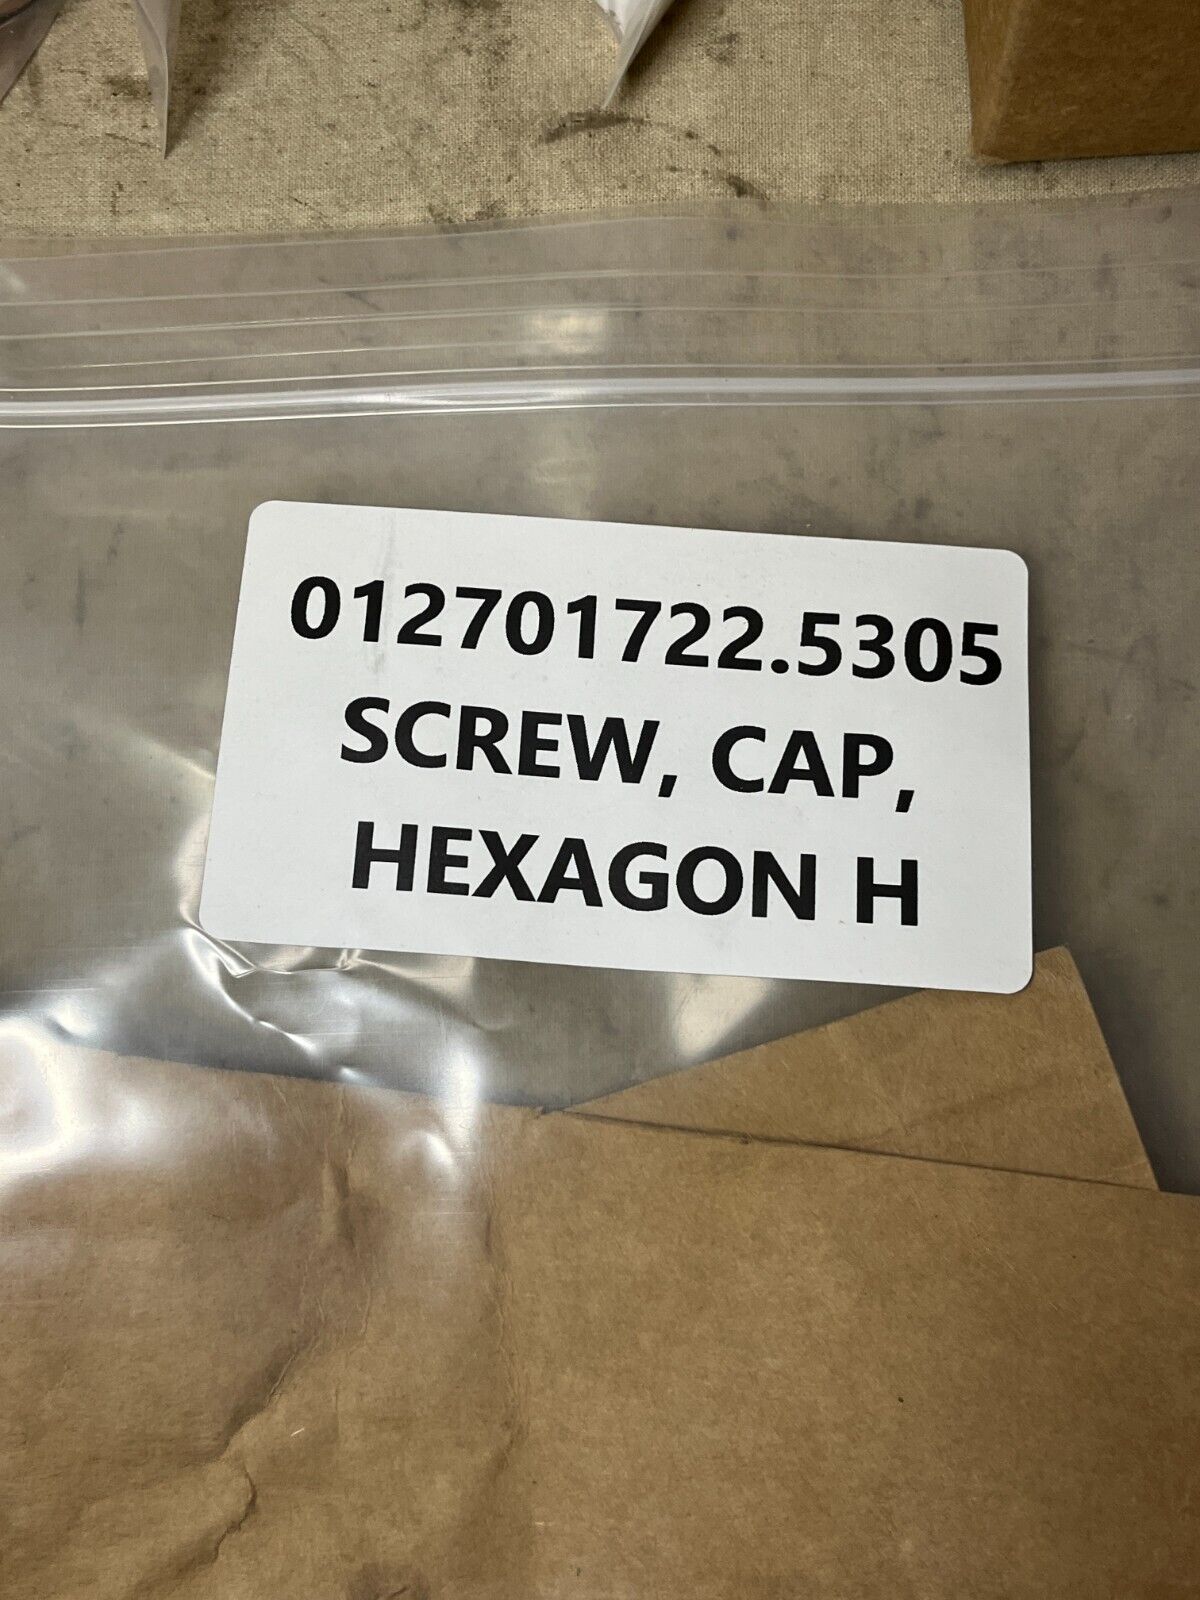 012701722.5305
SCREW, CAP,
HEXAGON H